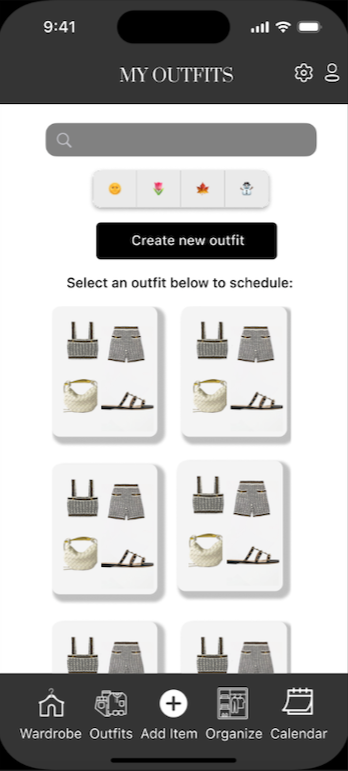 9:41
MY OUTFITS
Create new outfit
Select an outfit below to schedule:
Wardrobe Outfits Add Item Organize Calendar